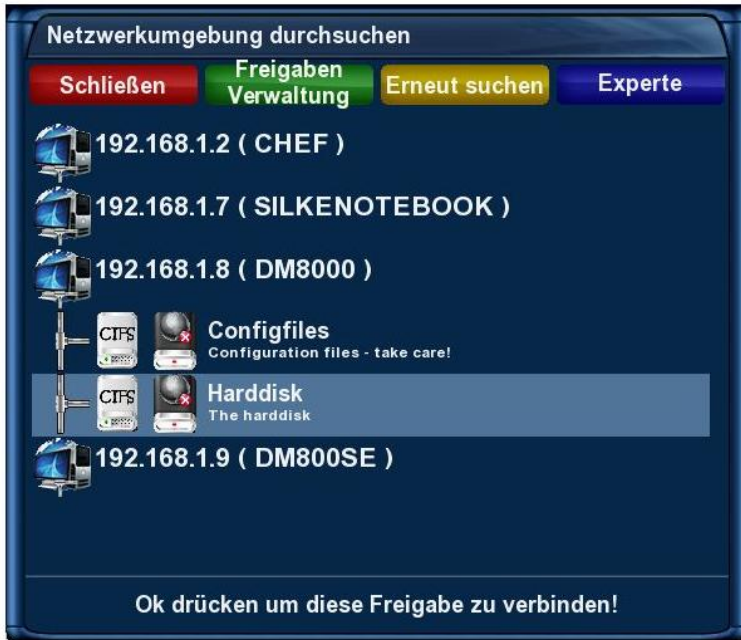 Netzwerkumgebung durchsuchen
Schließen
Freigaben
Verwaltung
Erneut suchen
Experte
192.168.1.2 ( CHEF )
192.168.1.7 ( SILKENOTEBOOK )
192.168.1.8 ( DM8000 )
CIFS
Configfiles
Configuration files - take care!
CIFS
Harddisk
The harddisk
192.168.1.9 ( DM800SE )
Ok drücken um diese Freigabe zu verbinden!